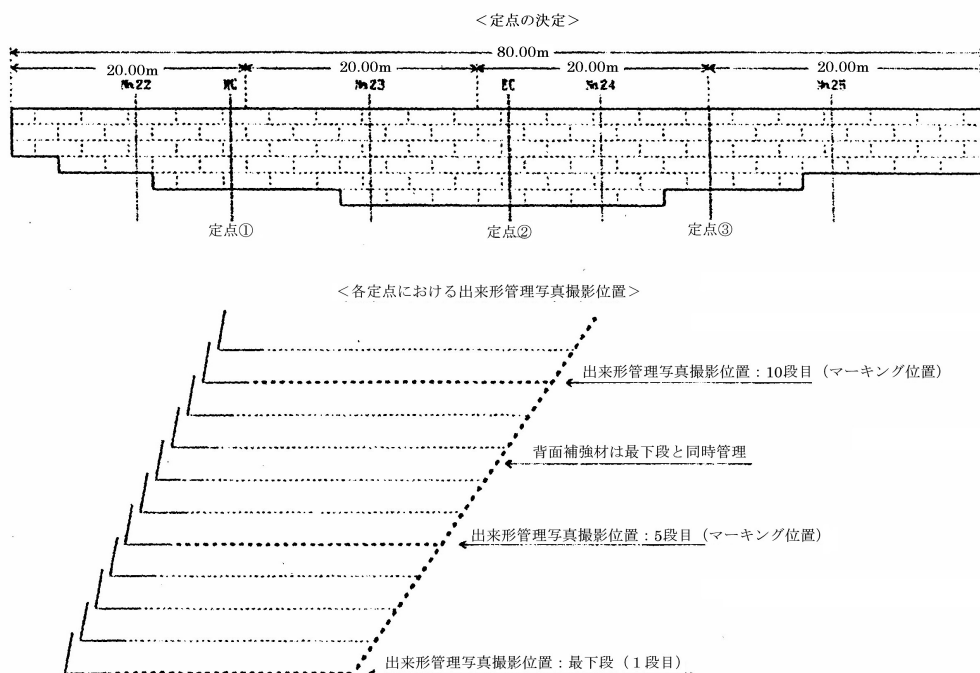 ＜定点の決定＞
80.00m
20.00m 20.00m 20.00m 20.00m
No22 MC No23 EC No24 No25
定点① 定点② 定点③
＜各定点における出来形管理写真撮影位置＞
出来形管理写真撮影位置：10段目（マーキング位置）
背面補強材は最下段と同時管理
出来形管理写真撮影位置：5段目（マーキング位置）
出来形管理写真撮影位置：最下段（１段目）